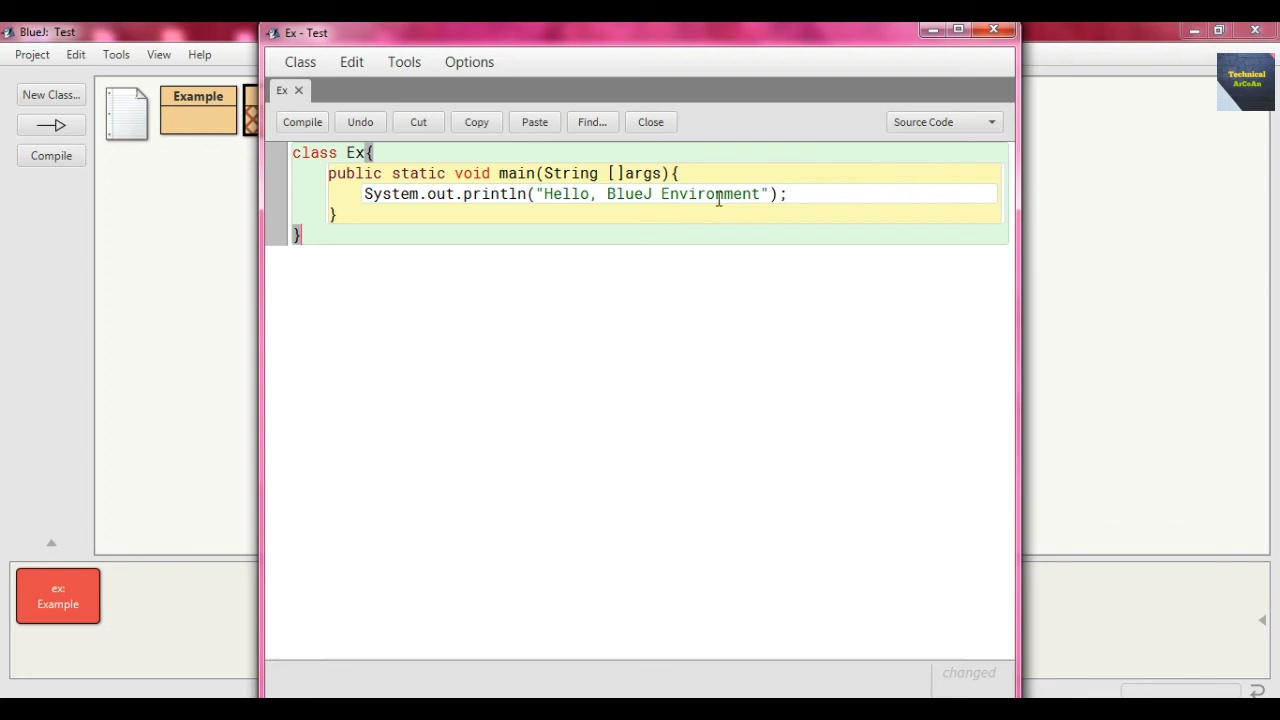 BlueJ: Test
Project Edit Tools View Help
New Class...
Compile
Example
ex:
Example
Ex - Test
Class Edit Tools Options
Ex
Compile Undo Cut Copy Paste Find... Close Source Code
class Ex{
public static void main(String []args){
System.out.println("Hello, BlueJ Environment");
}
}
changed
Technical
ArCoAn